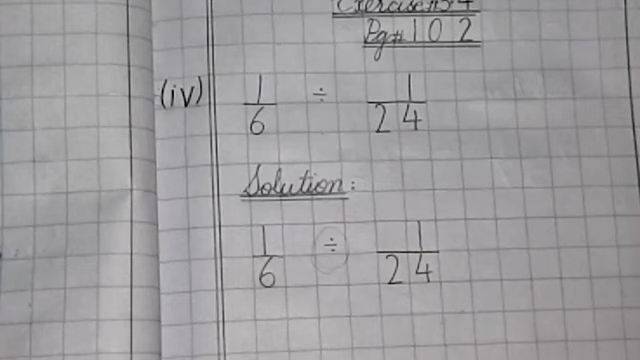 Pg# 102
(iv) 1/6 ÷ 1/24
Solution:
1/6 ÷ 1/24